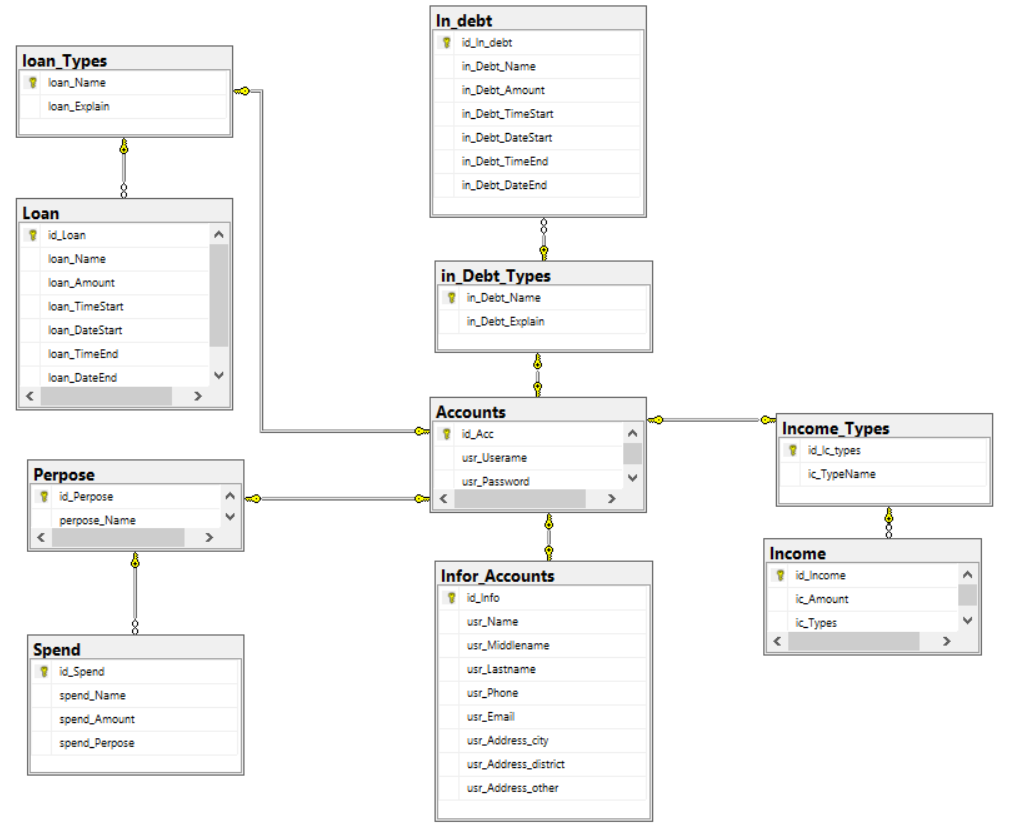 In_debt
id_In_debt
in_Debt_Name
in_Debt_Amount
in_Debt_TimeStart
in_Debt_DateStart
in_Debt_TimeEnd
in_Debt_DateEnd
loan_Types
loan_Name
loan_Explain
Loan
id_Loan
loan_Name
loan_Amount
loan_TimeStart
loan_DateStart
loan_TimeEnd
loan_DateEnd
in_Debt_Types
in_Debt_Name
in_Debt_Explain
Accounts
id_Acc
usr_Userame
usr_Password
Income_Types
id_Ic_types
ic_TypeName
Perpose
id_Perpose
perpose_Name
Income
id_Income
ic_Amount
ic_Types
Infor_Accounts
id_Info
usr_Name
usr_Middlename
usr_Lastname
usr_Phone
usr_Email
usr_Address_city
usr_Address_district
usr_Address_other
Spend
id_Spend
spend_Name
spend_Amount
spend_Perpose